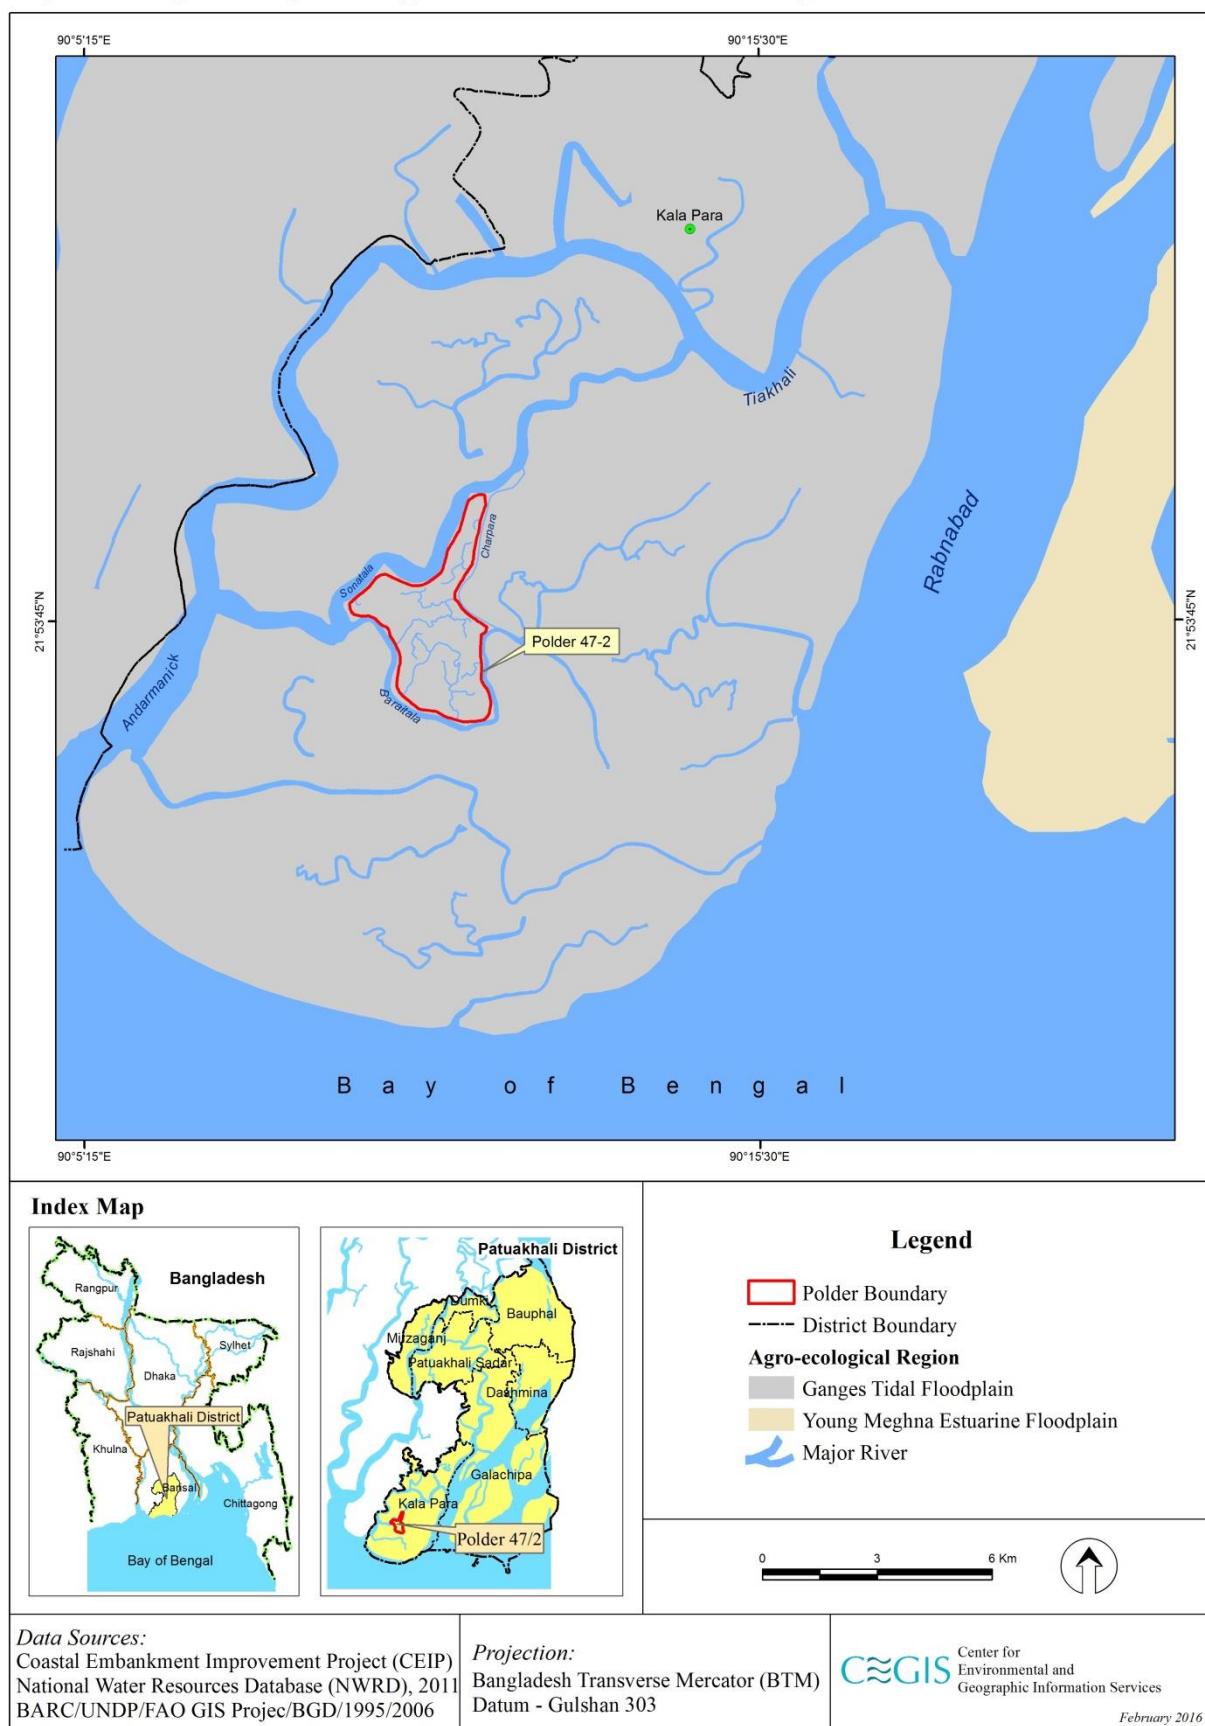 90°5'15"E
90°15'30"E
Kala Para
Tiakhali
Rabnabad
Charpara
Sonatala
21°53'45"N
21°53'45"N
Polder 47-2
Andarmanick
Baraitala
Bay of Bengal
90°5'15"E
90°15'30"E
Index Map
Bangladesh
Rangpur
Sylhet
Rajshahi
Dhaka
Patuakhali District
Khulna
Barisal
Chittagong
Bay of Bengal
Patuakhali District
Dumki
Bauphal
Mirzaganj
Patuakhali Sadar
Dashmina
Galachipa
Kala Para
Polder 47/2
Legend
Polder Boundary
District Boundary
Agro-ecological Region
Ganges Tidal Floodplain
Young Meghna Estuarine Floodplain
Major River
0 3 6 Km
Data Sources:
Coastal Embankment Improvement Project (CEIP)
National Water Resources Database (NWRD), 2011
BARC/UNDP/FAO GIS Projec/BGD/1995/2006
Projection:
Bangladesh Transverse Mercator (BTM)
Datum - Gulshan 303
CEGIS
Center for
Environmental and
Geographic Information Services
February 2016